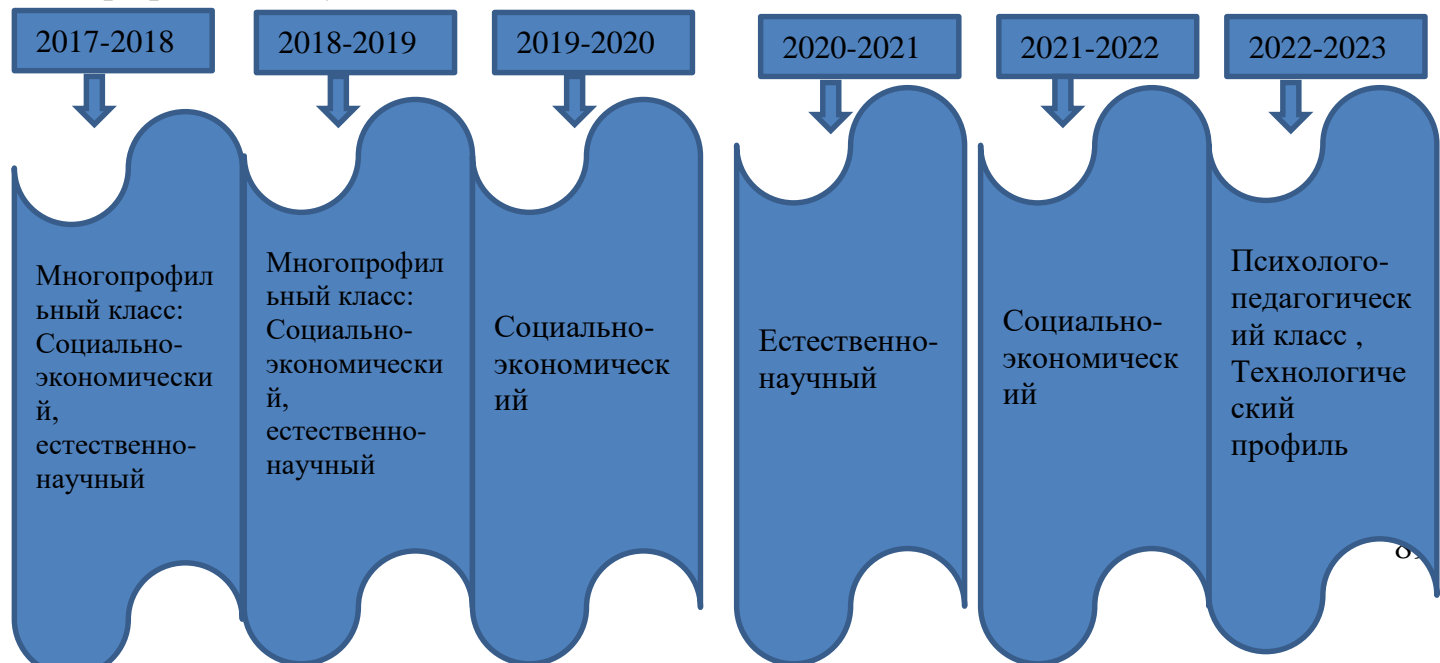 2017-2018
2018-2019
2019-2020
2020-2021
2021-2022
2022-2023
Многопрофил
ьный класс:
Социально-
экономически
й,
естественно-
научный
Многопрофил
ьный класс:
Социально-
экономически
й,
естественно-
научный
Социально-
экономическ
ий
Естественно-
научный
Социально-
экономическ
ий
Психолого-
педагогическ
ий класс ,
Технологиче
ский
профиль